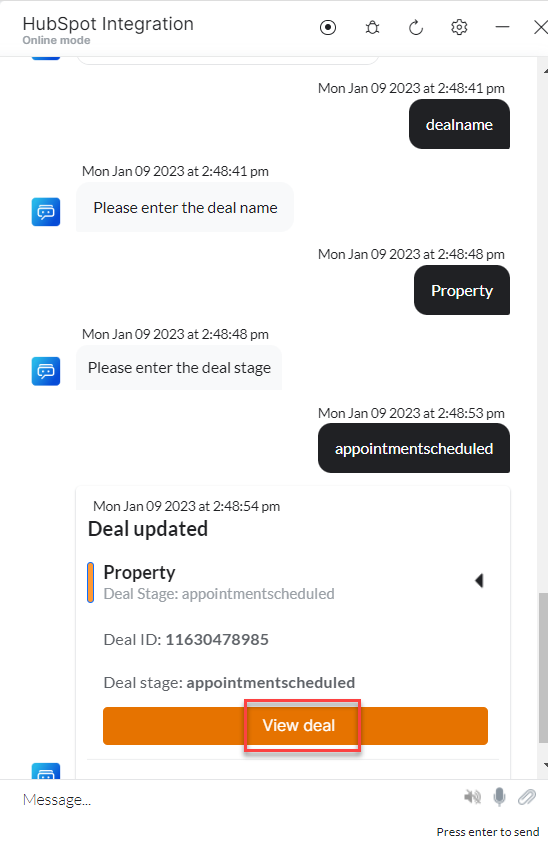 HubSpot Integration
Online mode
Mon Jan 09 2023 at 2:48:41 pm
dealname
Mon Jan 09 2023 at 2:48:41 pm
Please enter the deal name
Mon Jan 09 2023 at 2:48:48 pm
Property
Mon Jan 09 2023 at 2:48:48 pm
Please enter the deal stage
Mon Jan 09 2023 at 2:48:53 pm
appointmentscheduled
Mon Jan 09 2023 at 2:48:54 pm
Deal updated
Property
Deal Stage: appointmentscheduled
Deal ID: 11630478985
Deal stage: appointmentscheduled
View deal
Message...
Press enter to send